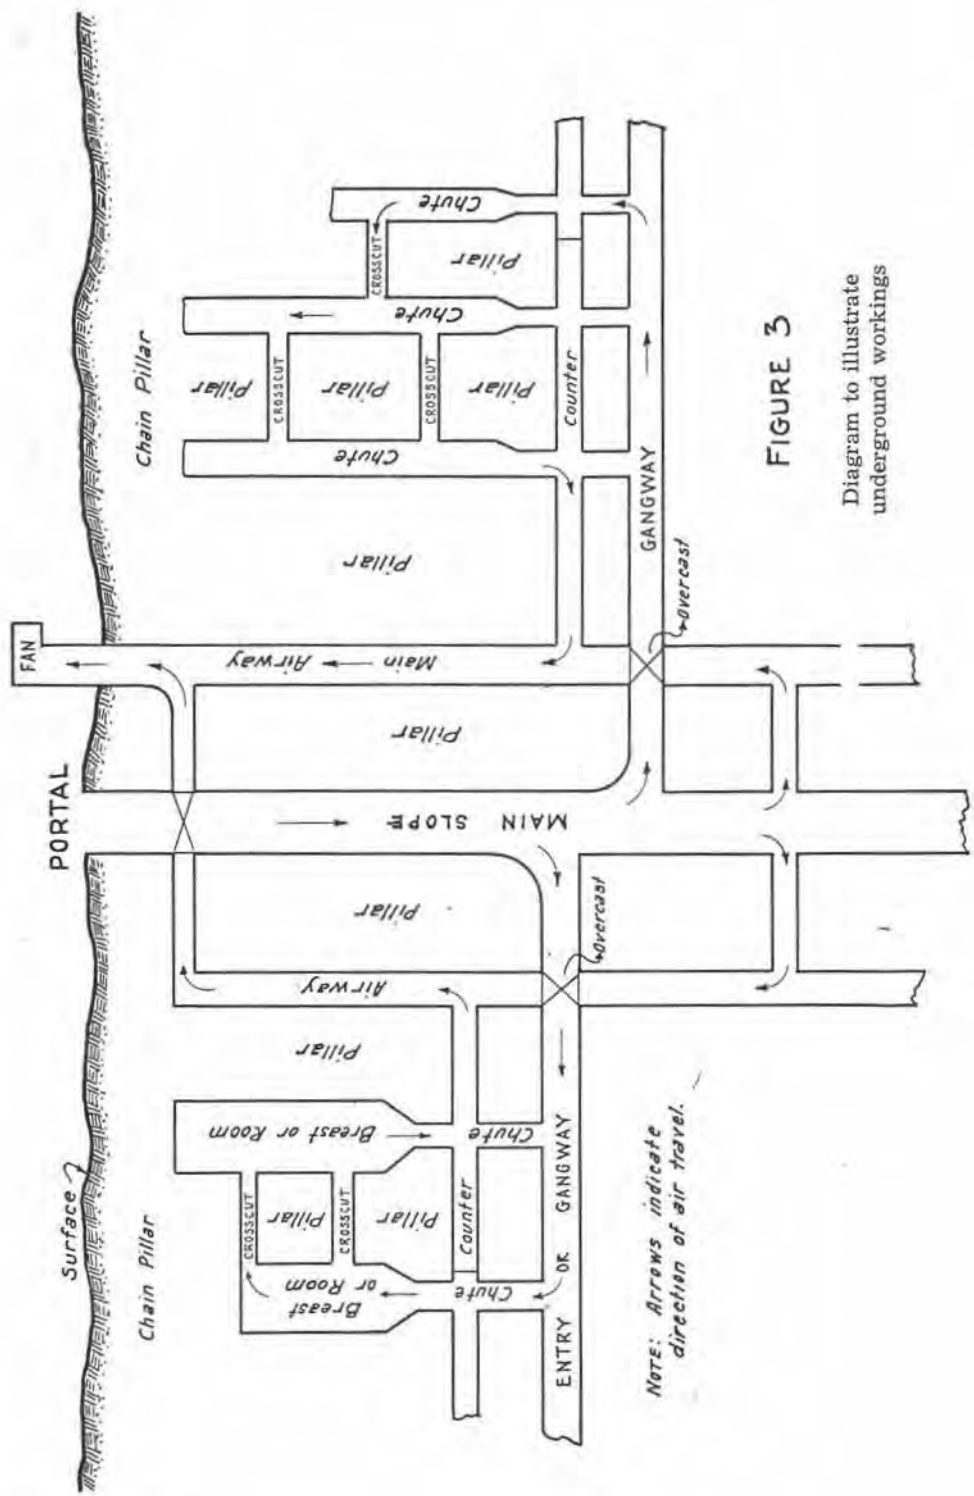 Surface
PORTAL
FAN
Chain Pillar
Chain Pillar
Breast or Room
CROSSCUT
Pillar
CROSSCUT
Pillar
Breast
or Room
Chute
Counter
Chute
Pillar
Airway
Pillar
Overcast
ENTRY OR GANGWAY
MAIN SLOPE
Pillar
Main
Airway
Pillar
Overcast
GANGWAY
Chute
Pillar
CROSSCUT
Pillar
CROSSCUT
Pillar
Chute
Counter
CROSSCUT
Pillar
Chute
NOTE: Arrows indicate
direction of air travel.
FIGURE 3
Diagram to illustrate
underground workings